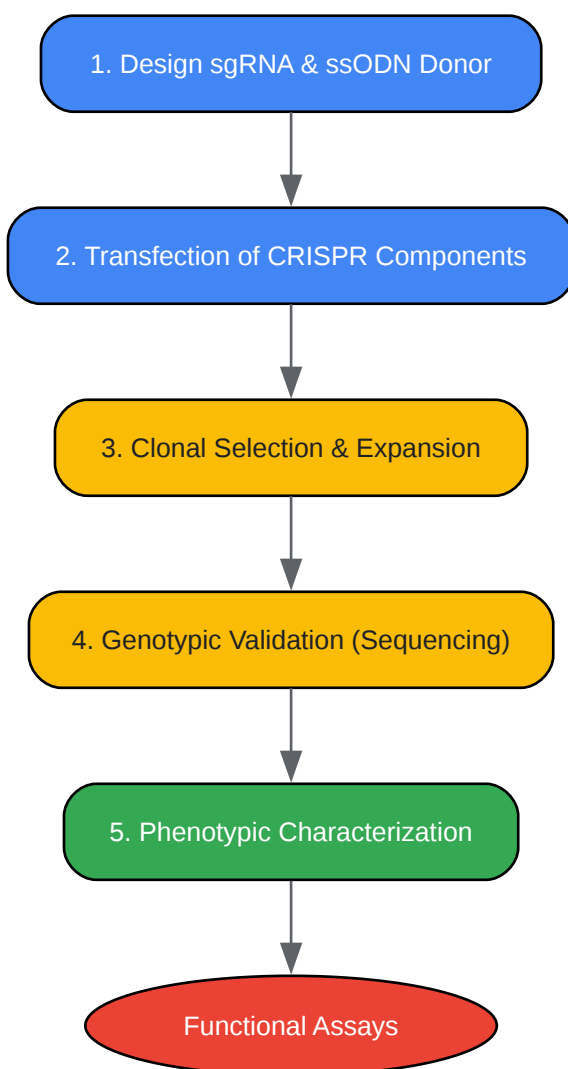 1. Design sgRNA & ssODN Donor
2. Transfection of CRISPR Components
3. Clonal Selection & Expansion
4. Genotypic Validation (Sequencing)
5. Phenotypic Characterization
Functional Assays